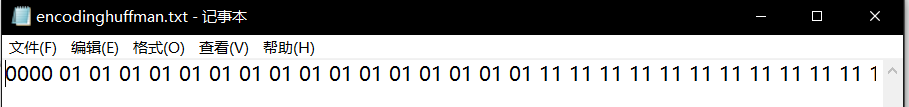 encodinghuffman.txt - 记事本
文件(F) 编辑(E) 格式(O) 查看(V) 帮助(H)
0000 01 01 01 01 01 01 01 01 01 01 01 01 01 01 01 01 11 11 11 11 11 11 11 11 11 11 11 1